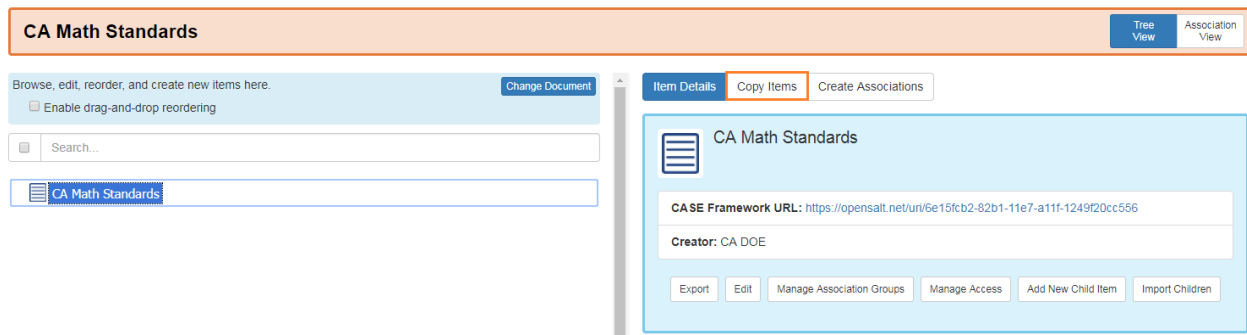 CA Math Standards
Tree
View
Association
View
Browse, edit, reorder, and create new items here.
Change Document
Enable drag-and-drop reordering
Search...
CA Math Standards
Item Details
Copy Items
Create Associations
CA Math Standards
CASE Framework URL: https://opensalt.net/uri/6e15fcb2-82b1-11e7-a11f-1249f20cc556
Creator: CA DOE
Export
Edit
Manage Association Groups
Manage Access
Add New Child Item
Import Children